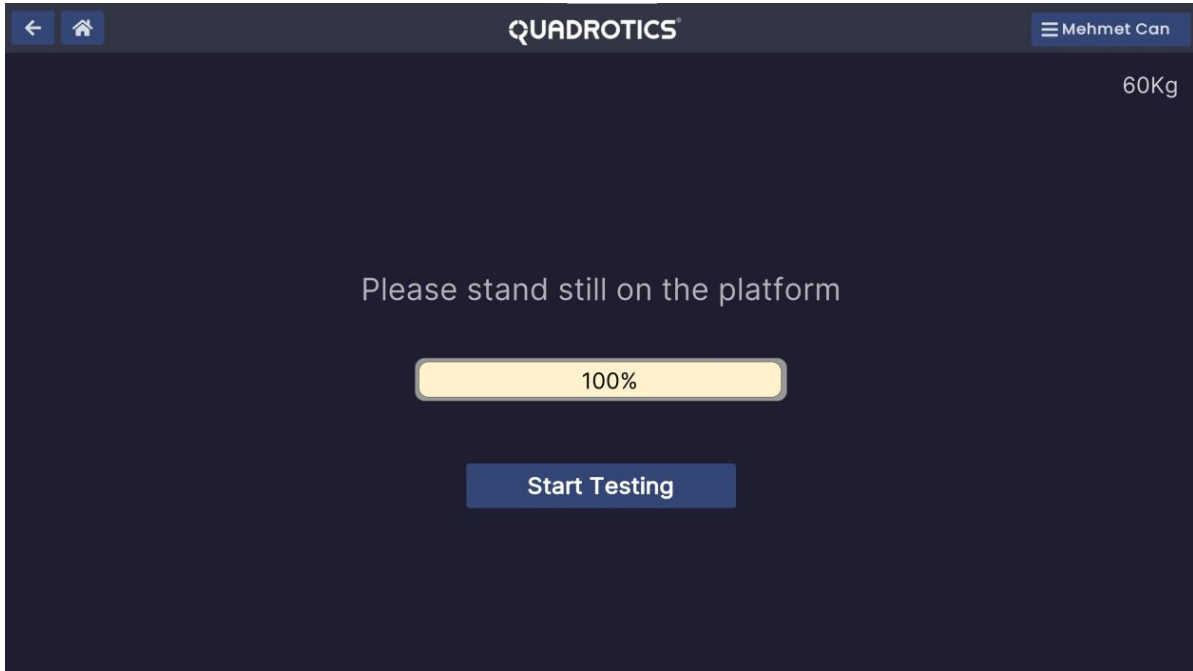 QUADROTICS®
Mehmet Can
60Kg
Please stand still on the platform
100%
Start Testing